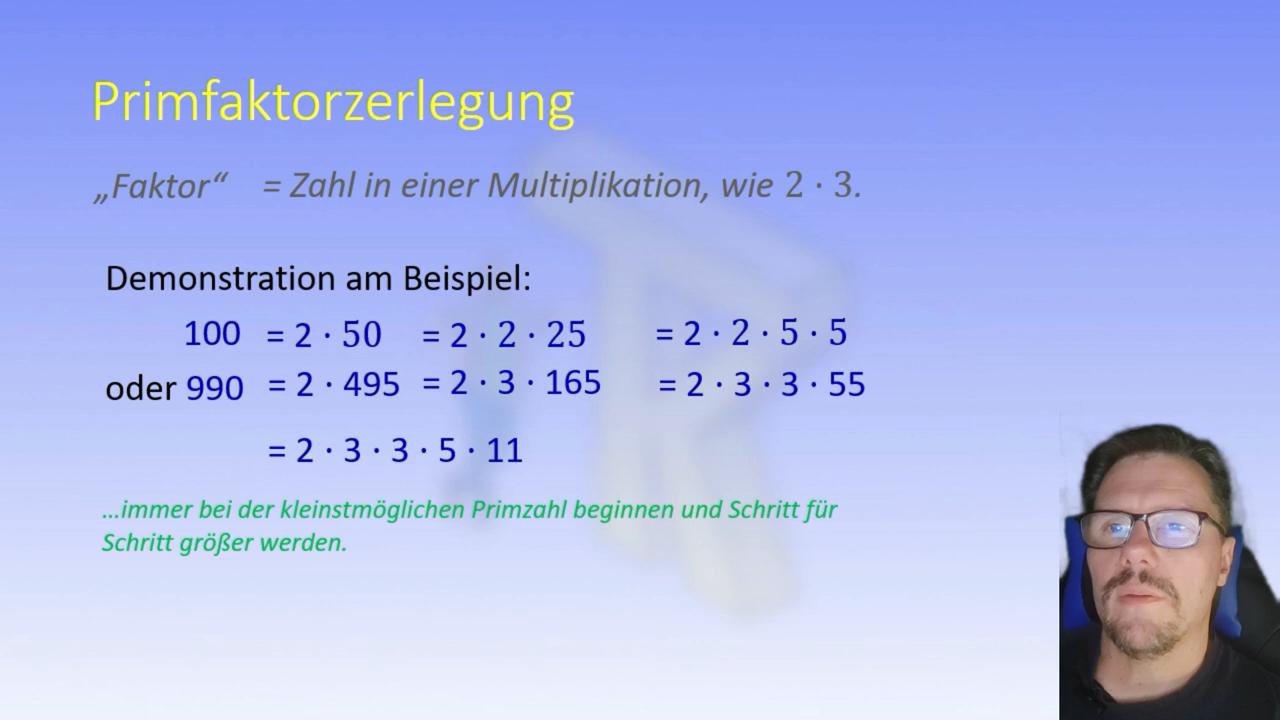 Primfaktorzerlegung
„Faktor“ = Zahl in einer Multiplikation, wie 2 · 3.
Demonstration am Beispiel:
100 = 2 · 50 = 2 · 2 · 25 = 2 · 2 · 5 · 5
oder 990 = 2 · 495 = 2 · 3 · 165 = 2 · 3 · 3 · 55
= 2 · 3 · 3 · 5 · 11
...immer bei der kleinstmöglichen Primzahl beginnen und Schritt für
Schritt größer werden.